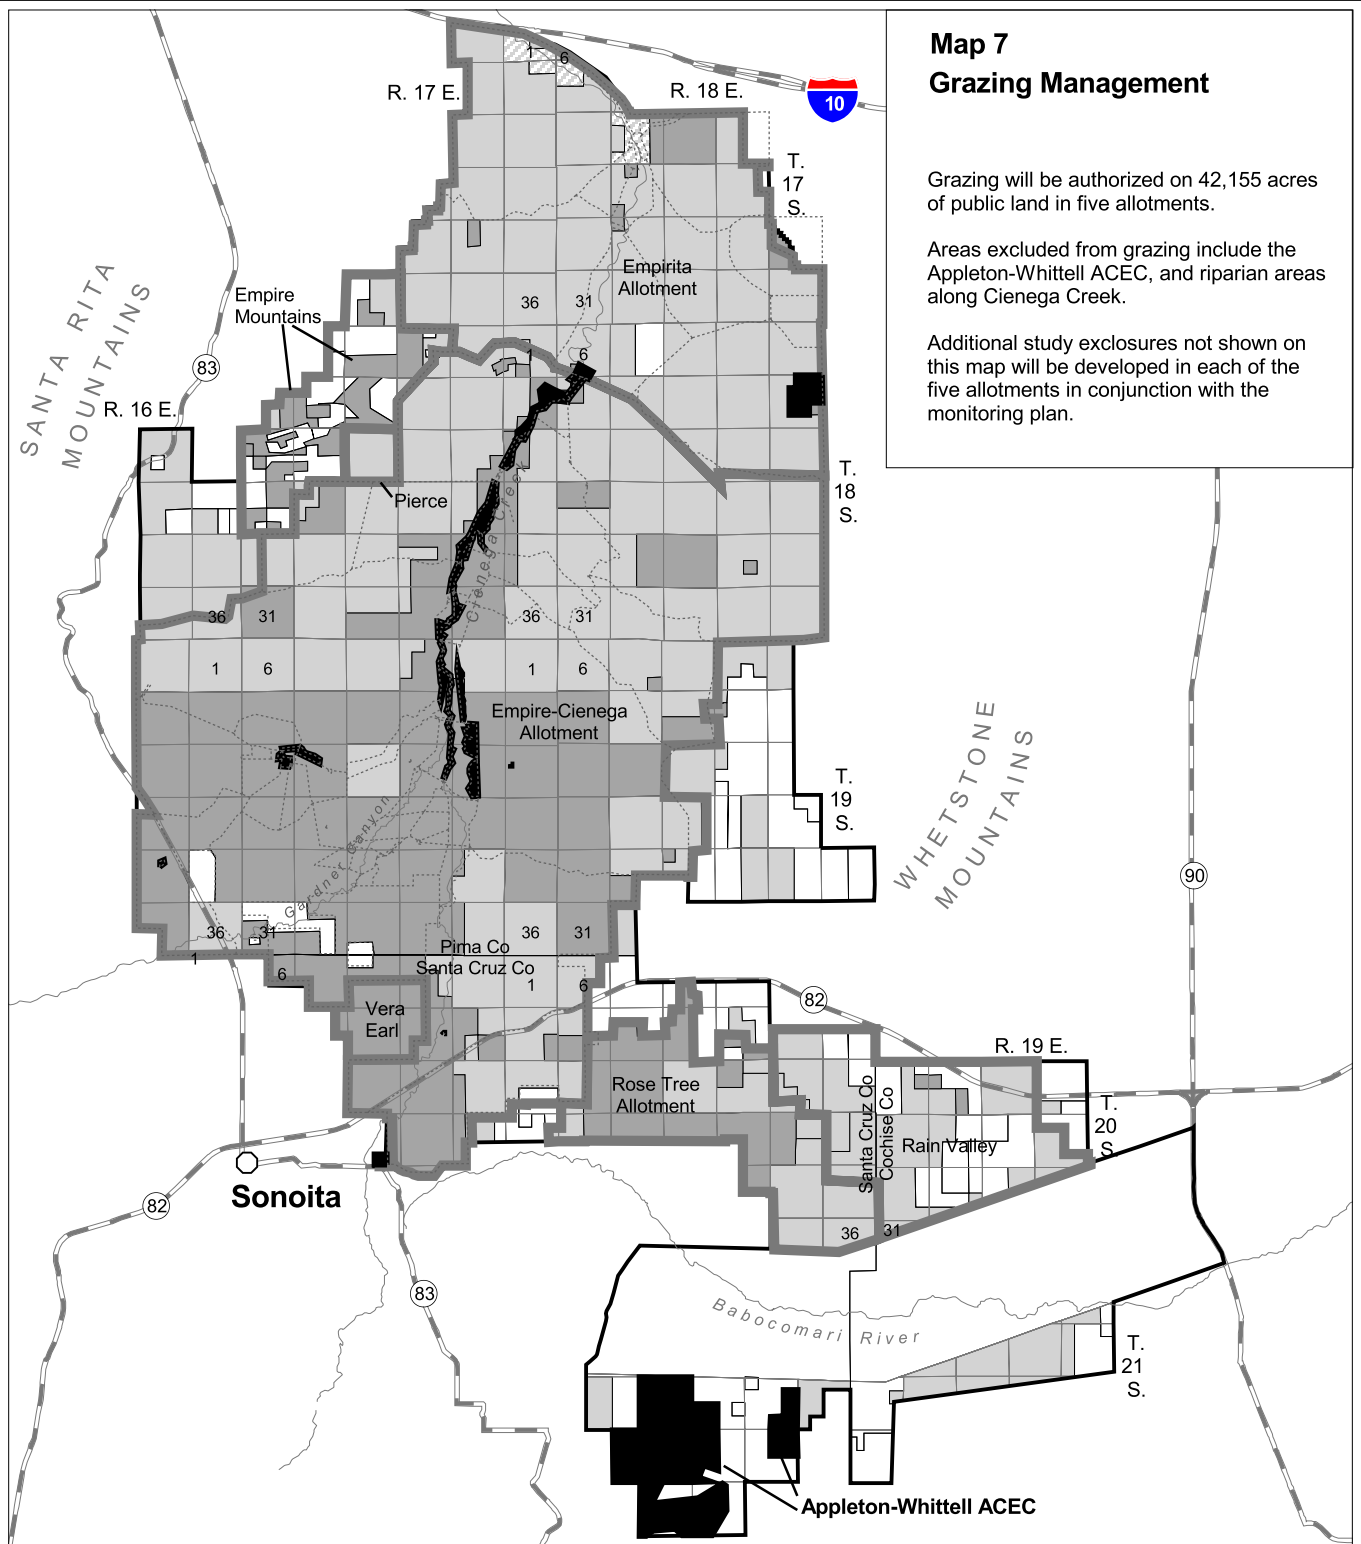 Map 7
Grazing Management
10
Grazing will be authorized on 42,155 acres
of public land in five allotments.
Areas excluded from grazing include the
Appleton-Whittell ACEC, and riparian areas
along Cienega Creek.
Additional study exclosures not shown on
this map will be developed in each of the
five allotments in conjunction with the
monitoring plan.
R. 17 E.
R. 18 E.
1
6
T.
17
S.
SANTA RITA
MOUNTAINS
Empire
Mountains
Empirita
Allotment
36
31
83
1
6
R. 16 E.
T.
18
S.
Pierce
Cienega Creek
36
31
36
31
1
6
1
6
Empire-Cienega
Allotment
WHETSTONE
MOUNTAINS
T.
19
S.
Gardner Canyon
90
36
31
36
31
Pima Co
Santa Cruz Co
1
6
1
6
Vera
Earl
82
R. 19 E.
Rose Tree
Allotment
Santa Cruz Co
Cochise Co
Rain Valley
T.
20
S.
Sonoita
82
36
31
83
Babocomari River
T.
21
S.
Appleton-Whittell ACEC